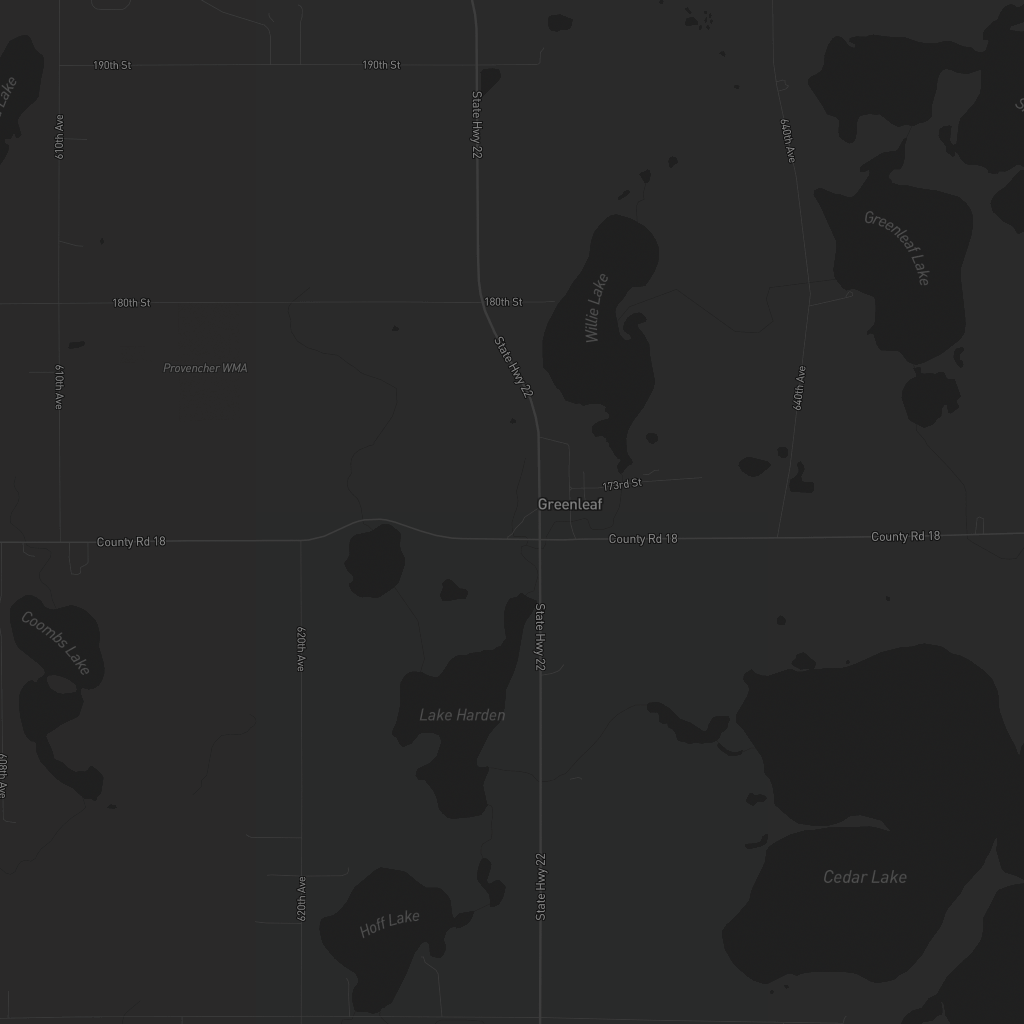 190th St
190th St
Lake
610th Ave
State Hwy 22
640th Ave
S
Greenleaf Lake
Willie Lake
180th St
180th St
State Hwy 22
Provencher WMA
610th Ave
640th Ave
173rd St
Greenleaf
County Rd 18
County Rd 18
County Rd 18
Coombs Lake
620th Ave
State Hwy 22
Lake Harden
608th Ave
State Hwy 22
Cedar Lake
620th Ave
Hoff Lake